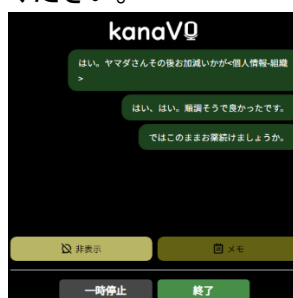 ください。
kanaVO
はい。ヤマダさんその後お加減いかが<個人情報-組織
>
はい、はい。順調そうで良かったです。
ではこのままお薬続けましょうか。
非表示
メモ
一時停止
終了